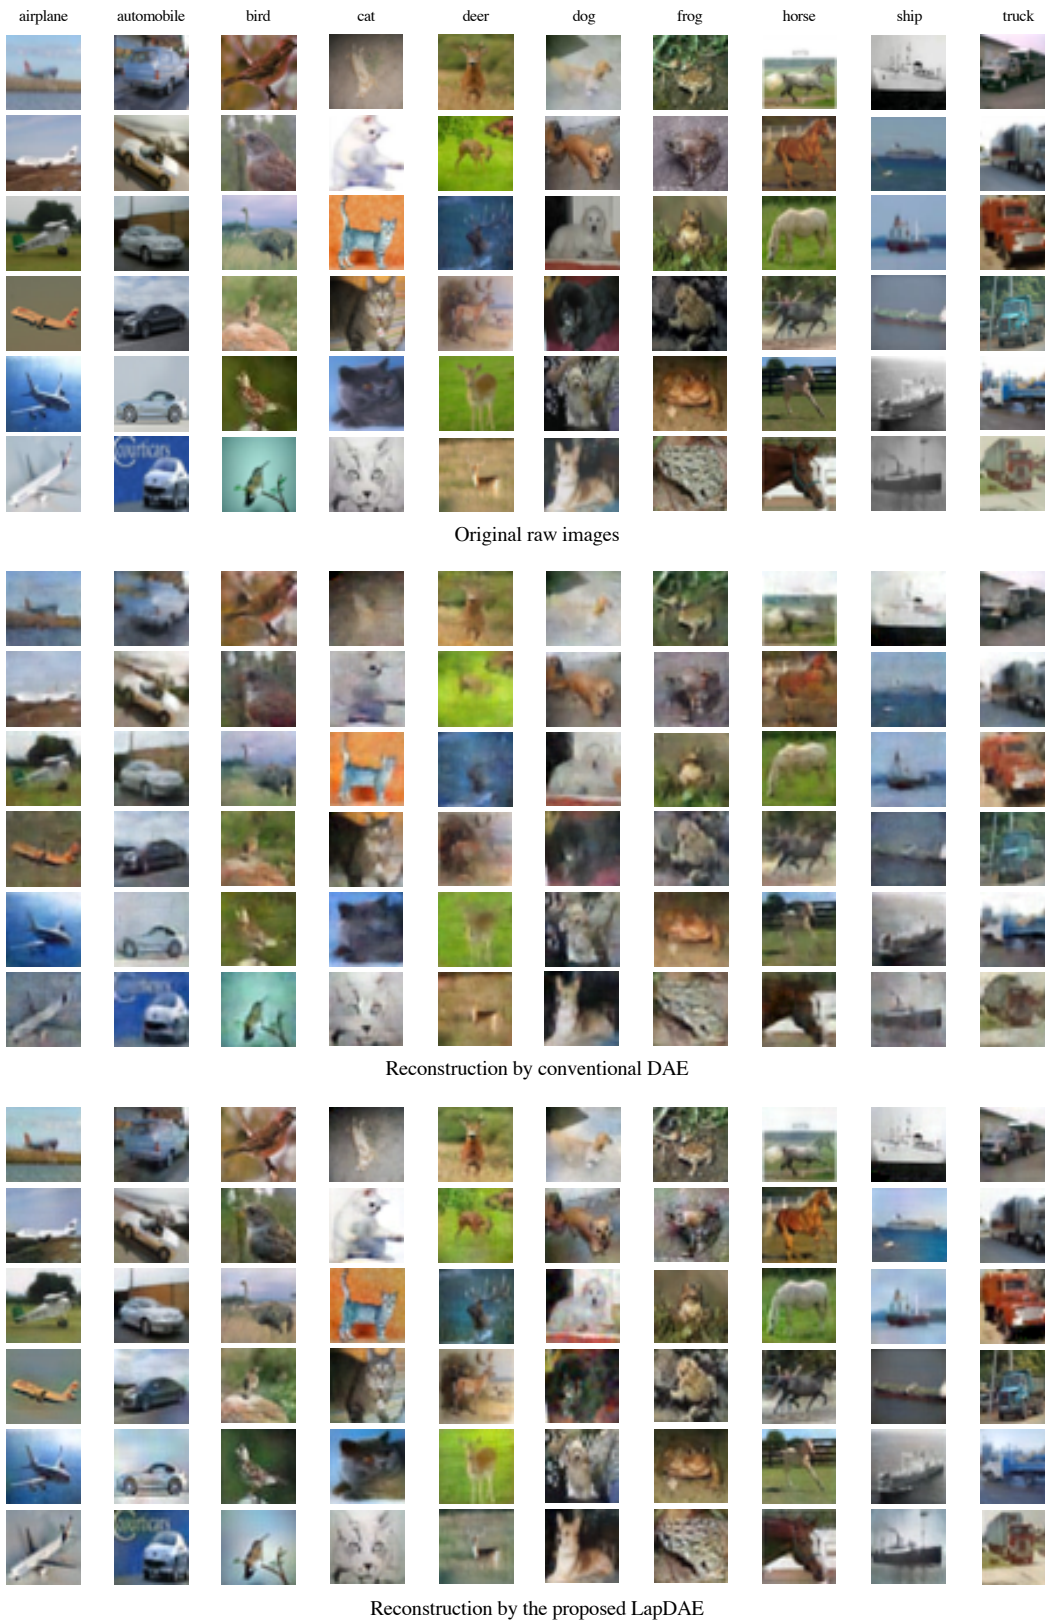 airplane automobile bird cat deer dog frog horse ship truck
courticars
Original raw images
Reconstruction by conventional DAE
Reconstruction by the proposed LapDAE